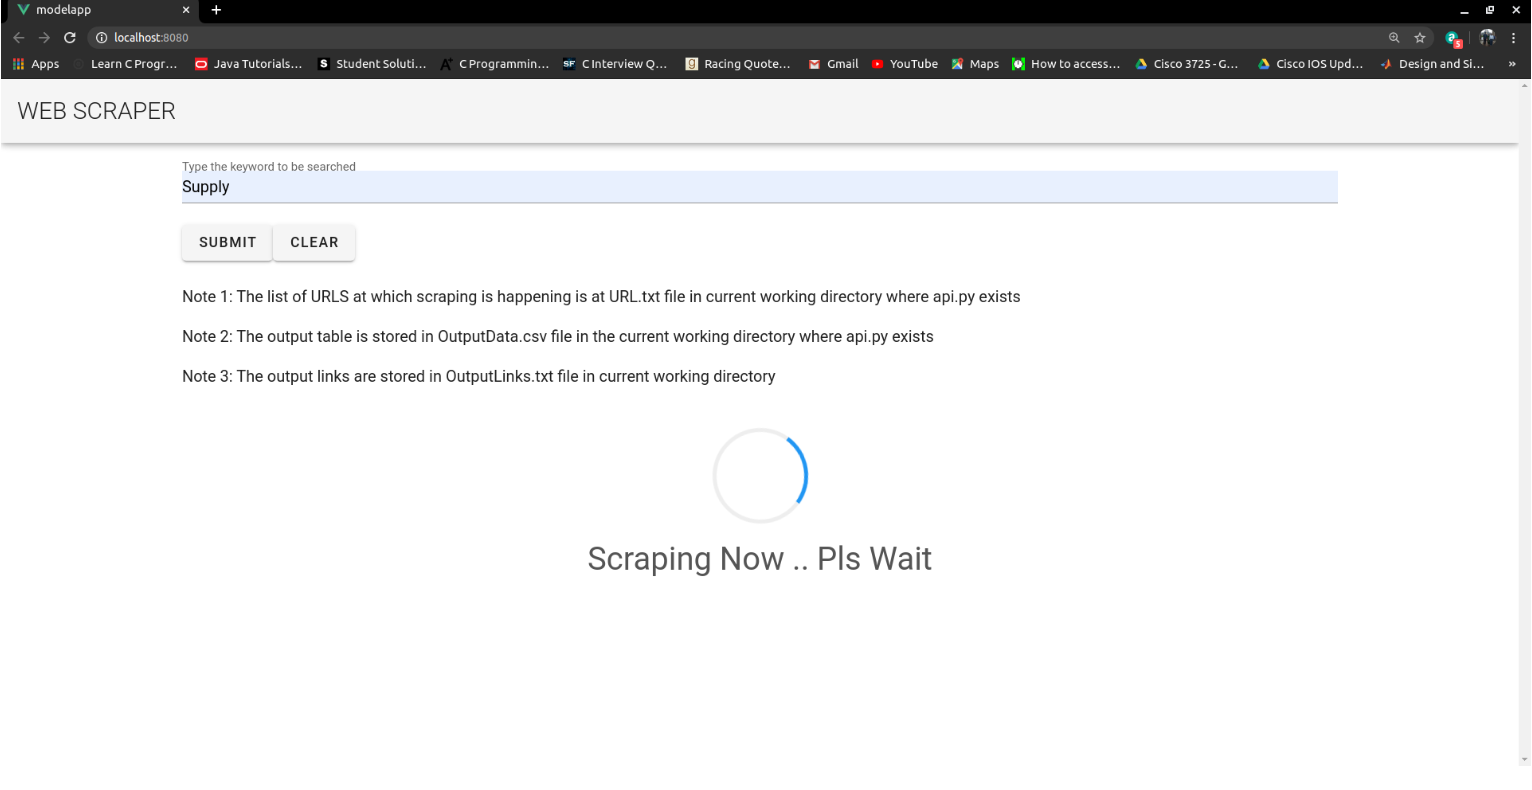 modelapp
localhost:8080
Apps Learn C Progr... Java Tutorials... Student Soluti... C Programmin... C Interview Q... Racing Quote... Gmail YouTube Maps How to access... Cisco 3725 - G... Cisco IOS Upd... Design and Si... »
WEB SCRAPER
Type the keyword to be searched
Supply
SUBMIT CLEAR
Note 1: The list of URLS at which scraping is happening is at URL.txt file in current working directory where api.py exists
Note 2: The output table is stored in OutputData.csv file in the current working directory where api.py exists
Note 3: The output links are stored in OutputLinks.txt file in current working directory
Scraping Now .. Pls Wait